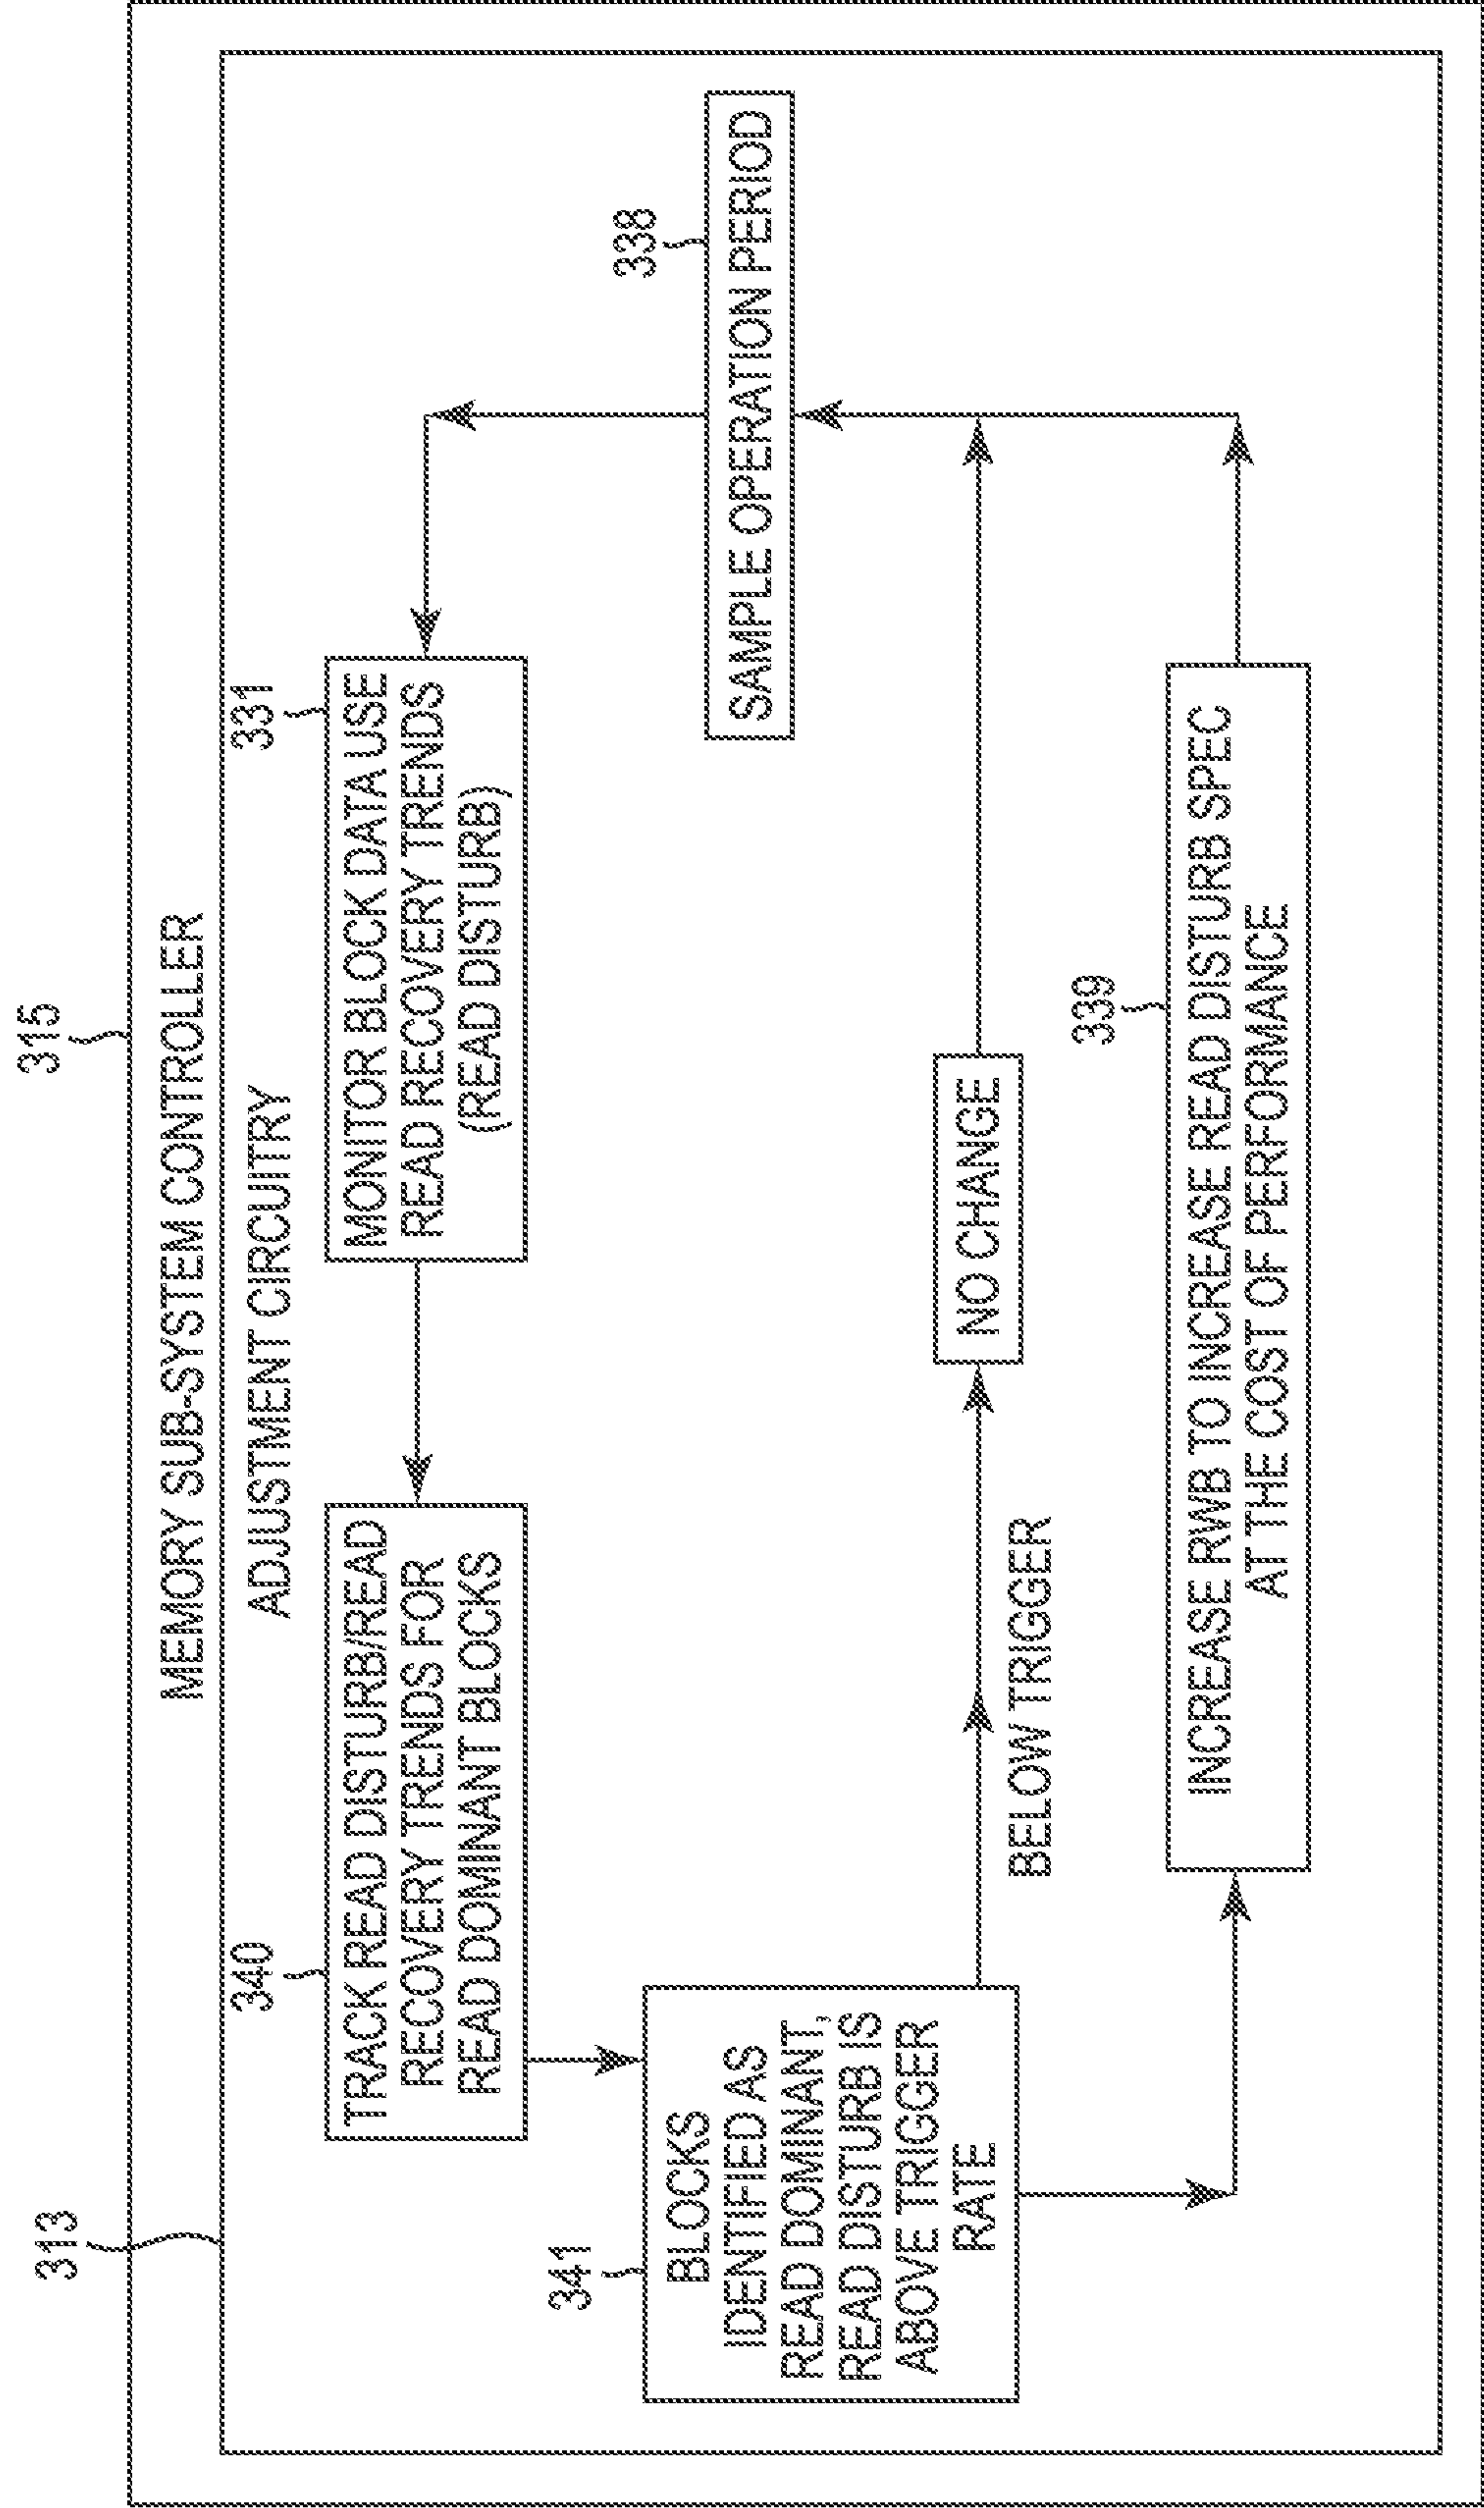 315
MEMORY SUB-SYSTEM CONTROLLER
313
ADJUSTMENT CIRCUITRY
340
TRACK READ DISTURB/READ
RECOVERY TRENDS FOR
READ DOMINANT BLOCKS
331
MONITOR BLOCK DATA USE
READ RECOVERY TRENDS
(READ DISTURB)
341
BLOCKS
IDENTIFIED AS
READ DOMINANT,
READ DISTURB IS
ABOVE TRIGGER
RATE
338
SAMPLE OPERATION PERIOD
NO CHANGE
BELOW TRIGGER
339
INCREASE RWB TO INCREASE READ DISTURB SPEC
AT THE COST OF PERFORMANCE